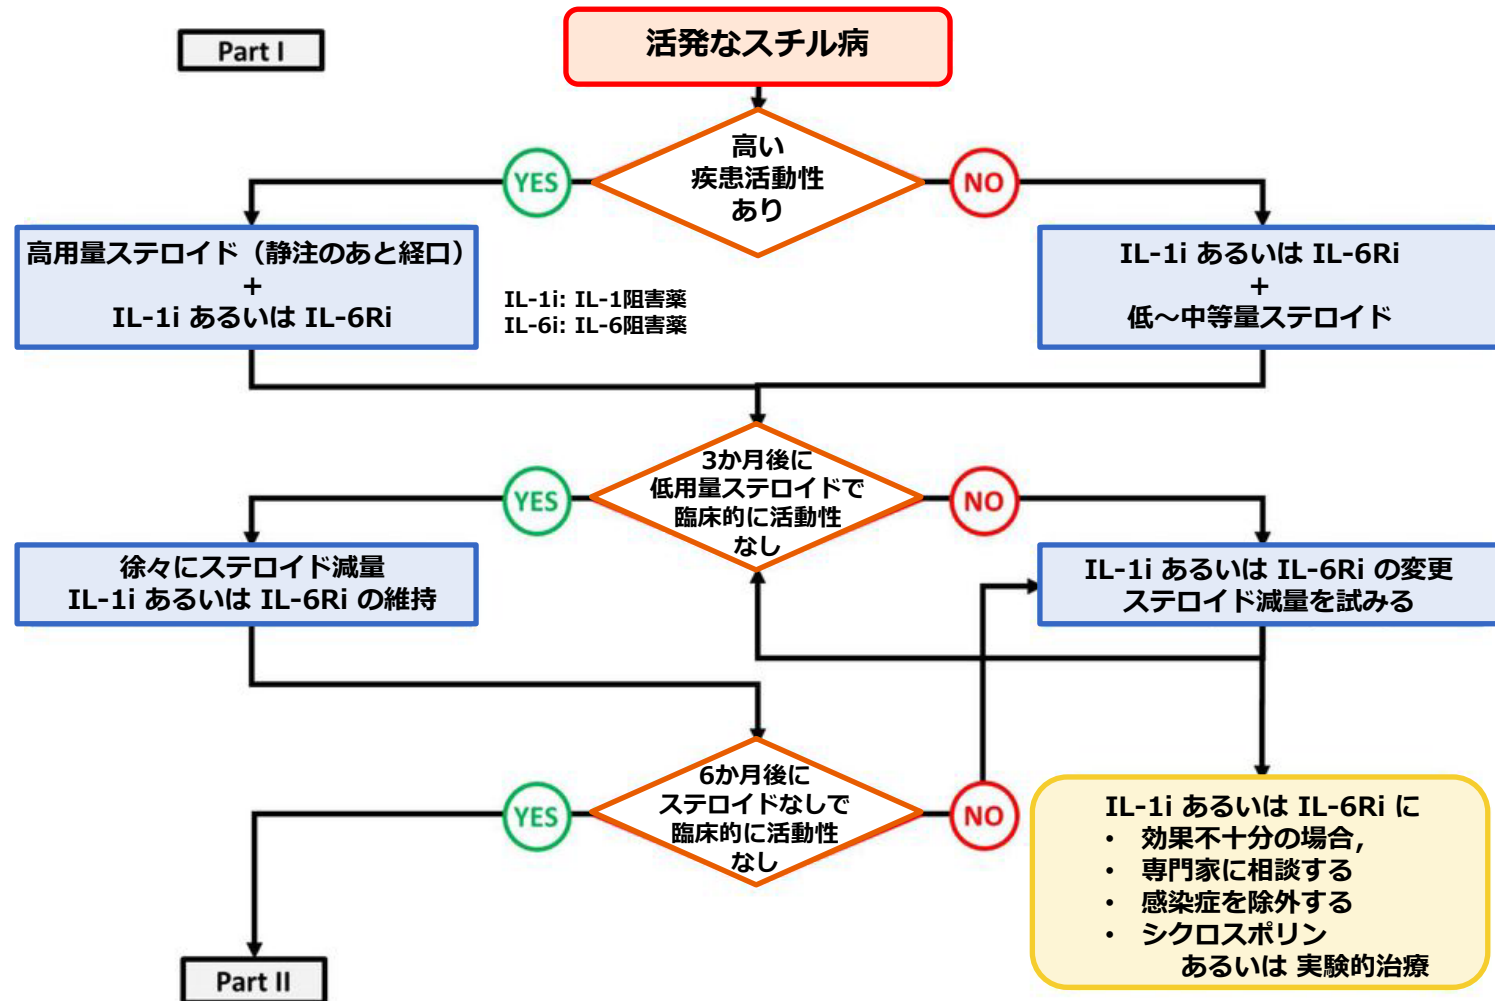 Part I
活発なスチル病
高い
疾患活動性
あり
YES
NO
高用量ステロイド（静注のあと経口）
+
IL-1i あるいは IL-6Ri
IL-1i: IL-1阻害薬
IL-6i: IL-6阻害薬
IL-1i あるいは IL-6Ri
+
低～中等量ステロイド
3か月後に
低用量ステロイドで
臨床的に活動性
なし
YES
NO
徐々にステロイド減量
IL-1i あるいは IL-6Ri の維持
IL-1i あるいは IL-6Ri の変更
ステロイド減量を試みる
6か月後に
ステロイドなしで
臨床的に活動性
なし
YES
NO
IL-1i あるいは IL-6Ri に
• 効果不十分の場合,
• 専門家に相談する
• 感染症を除外する
• シクロスポリン
あるいは 実験的治療
Part II